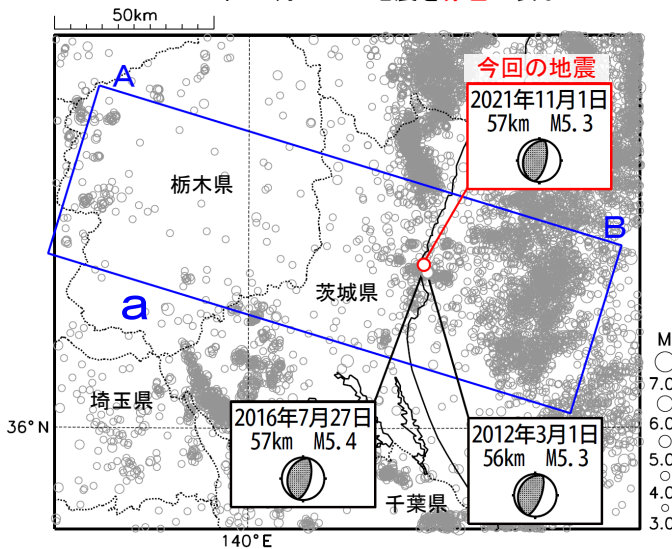 50km
A
今回の地震
2021年11月1日
57km M5.3
栃木県
B
茨城県
a
M
7.0
埼玉県
2016年7月27日
57km M5.4
2012年3月1日
56km M5.3
36°N
6.0
5.0
4.0
千葉県
3.0
140°E